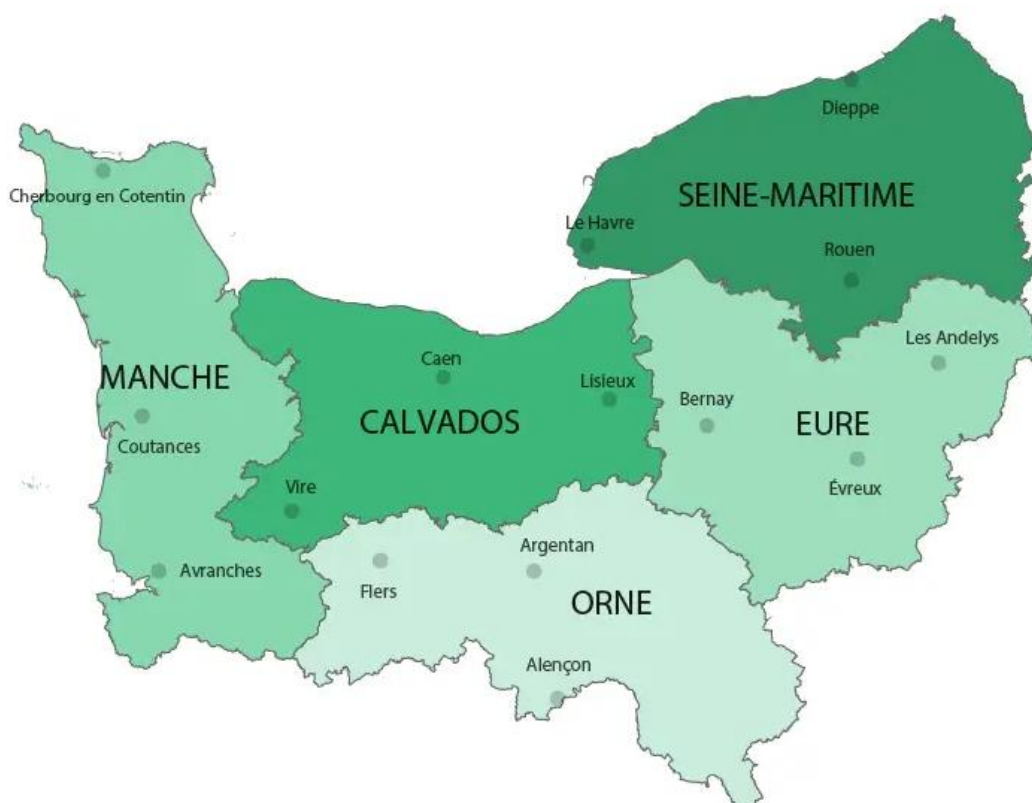 Dieppe
Cherbourg en Cotentin
SEINE-MARITIME
Le Havre
Rouen
Les Andelys
Caen
MANCHE
Lisieux
Bernay
CALVADOS
EURE
Coutances
Vire
Évreux
Argentan
Avranches
Flers
ORNE
Alençon